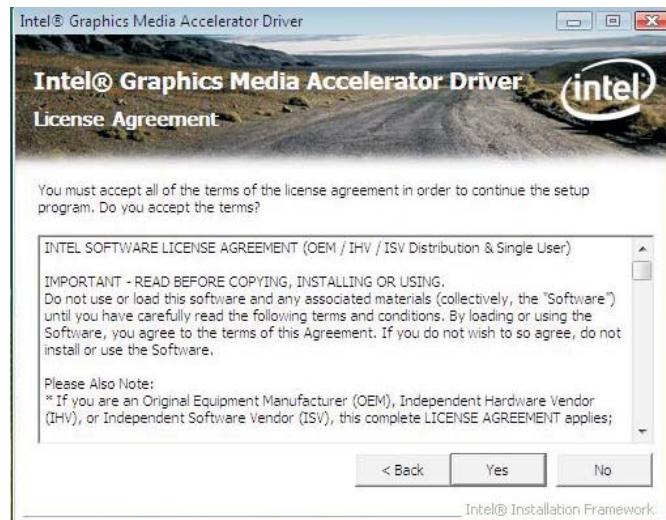 Intel® Graphics Media Accelerator Driver
Intel® Graphics Media Accelerator Driver
intel
License Agreement
You must accept all of the terms of the license agreement in order to continue the setup
program. Do you accept the terms?
INTEL SOFTWARE LICENSE AGREEMENT (OEM / IHV / ISV Distribution & Single User)
IMPORTANT - READ BEFORE COPYING, INSTALLING OR USING.
Do not use or load this software and any associated materials (collectively, the "Software")
until you have carefully read the following terms and conditions. By loading or using the
Software, you agree to the terms of this Agreement. If you do not wish to so agree, do not
install or use the Software.
Please Also Note:
* If you are an Original Equipment Manufacturer (OEM), Independent Hardware Vendor
(IHV), or Independent Software Vendor (ISV), this complete LICENSE AGREEMENT applies;
< Back
Yes
No
Intel® Installation Framework